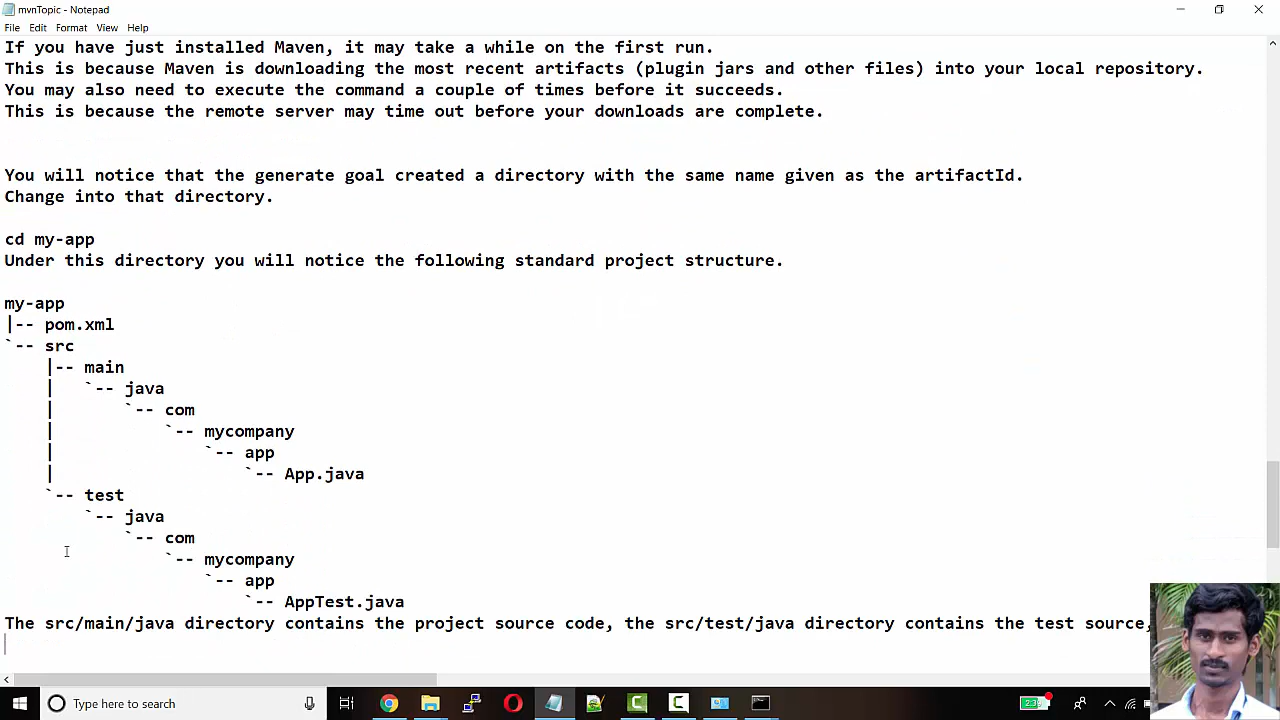 mvnTopic - Notepad
File Edit Format View Help
If you have just installed Maven, it may take a while on the first run.
This is because Maven is downloading the most recent artifacts (plugin jars and other files) into your local repository.
You may also need to execute the command a couple of times before it succeeds.
This is because the remote server may time out before your downloads are complete.
You will notice that the generate goal created a directory with the same name given as the artifactId.
Change into that directory.
cd my-app
Under this directory you will notice the following standard project structure.
my-app
|-- pom.xml
`-- src
    |-- main
    |   `-- java
    |       `-- com
    |           `-- mycompany
    |               `-- app
    |                   `-- App.java
    `-- test
        `-- java
            `-- com
                `-- mycompany
                    `-- app
                        `-- AppTest.java
The src/main/java directory contains the project source code, the src/test/java directory contains the test source,
Type here to search